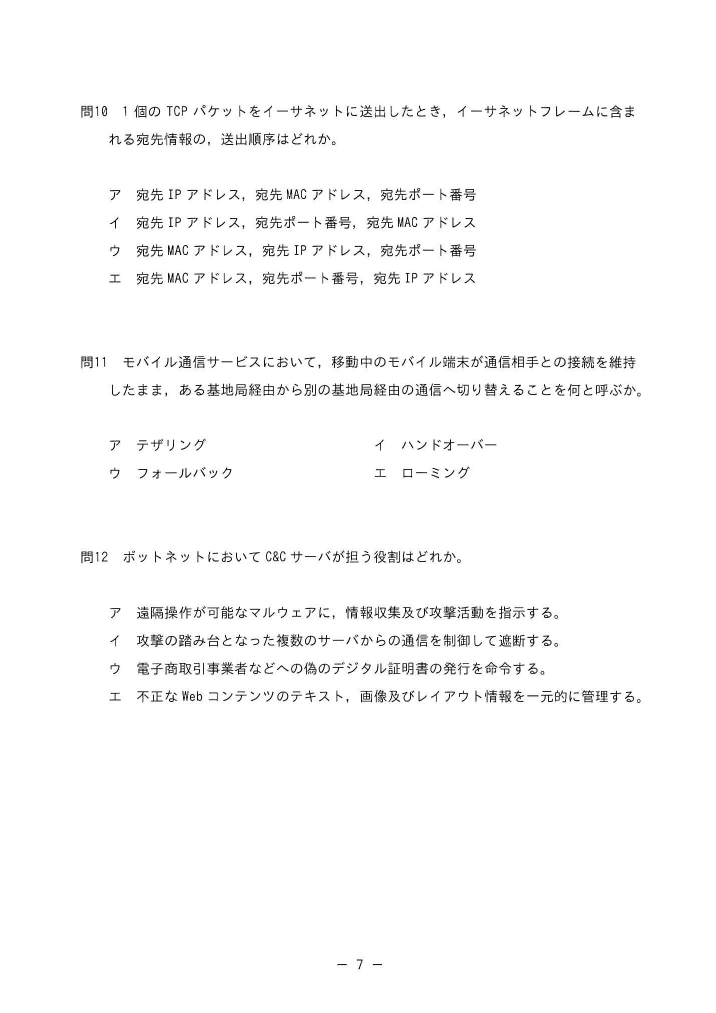 問10　1 個の TCP パケットをイーサネットに送出したとき，イーサネットフレームに含ま
れる宛先情報の，送出順序はどれか。
ア　宛先 IP アドレス，宛先 MAC アドレス，宛先ポート番号
イ　宛先 IP アドレス，宛先ポート番号，宛先 MAC アドレス
ウ　宛先 MAC アドレス，宛先 IP アドレス，宛先ポート番号
エ　宛先 MAC アドレス，宛先ポート番号，宛先 IP アドレス
問11　モバイル通信サービスにおいて，移動中のモバイル端末が通信相手との接続を維持
したまま，ある基地局経由から別の基地局経由の通信へ切り替えることを何と呼ぶか。
ア　テザリング　イ　ハンドオーバー
ウ　フォールバック　エ　ローミング
問12　ボットネットにおいて C&C サーバが担う役割はどれか。
ア　遠隔操作が可能なマルウェアに，情報収集及び攻撃活動を指示する。
イ　攻撃の踏み台となった複数のサーバからの通信を制御して遮断する。
ウ　電子商取引事業者などへの偽のデジタル証明書の発行を命令する。
エ　不正な Web コンテンツのテキスト，画像及びレイアウト情報を一元的に管理する。
－ 7 －